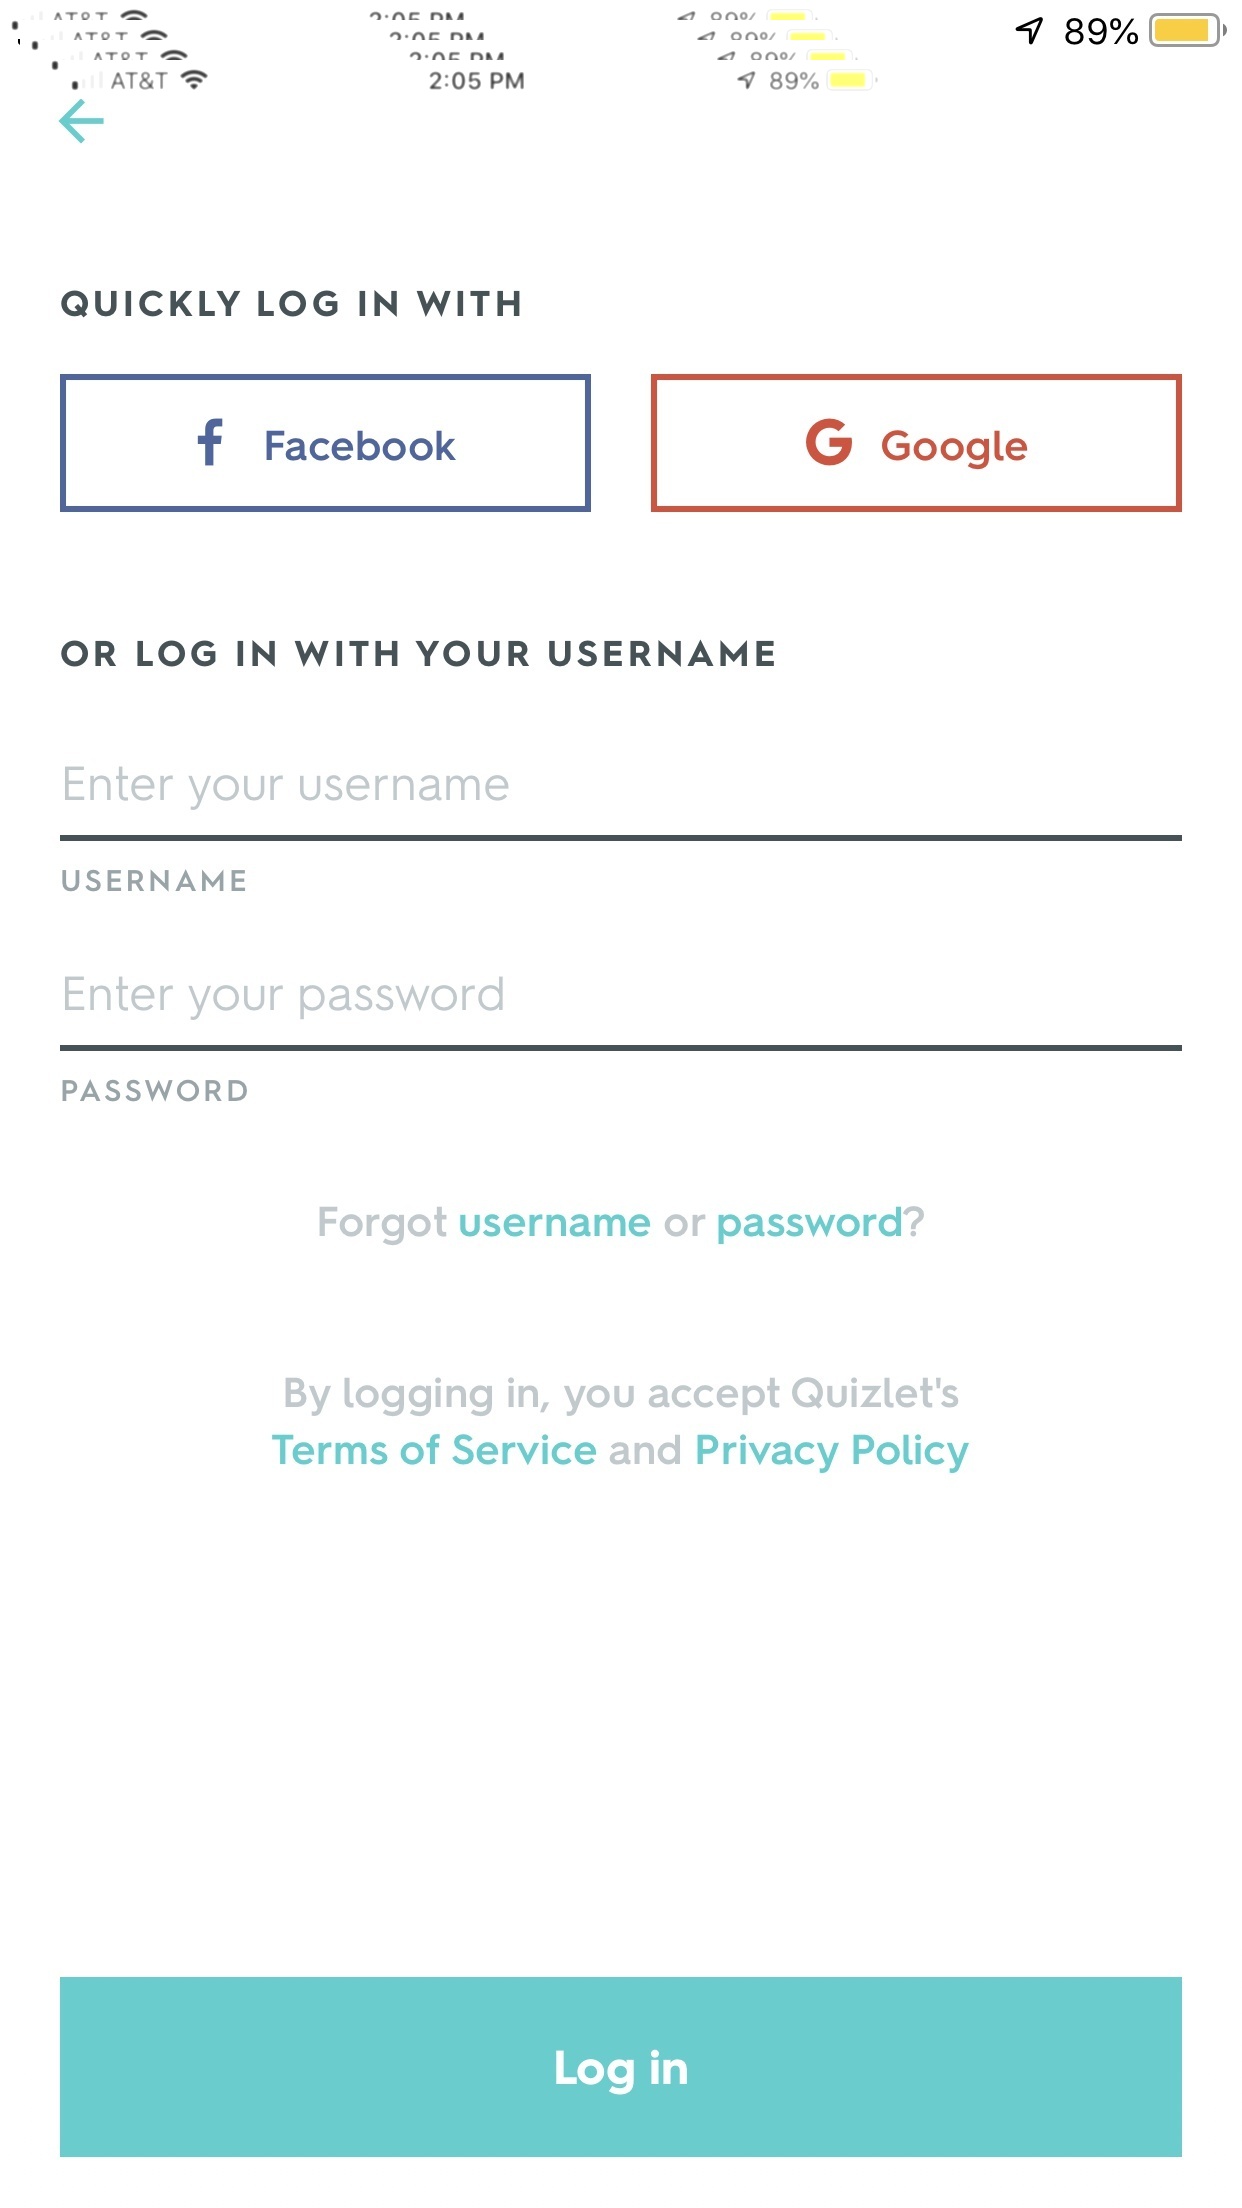 89%
AT&T 2:05 PM 89%
QUICKLY LOG IN WITH
Facebook
Google
OR LOG IN WITH YOUR USERNAME
Enter your username
USERNAME
Enter your password
PASSWORD
Forgot username or password?
By logging in, you accept Quizlet's
Terms of Service and Privacy Policy
Log in